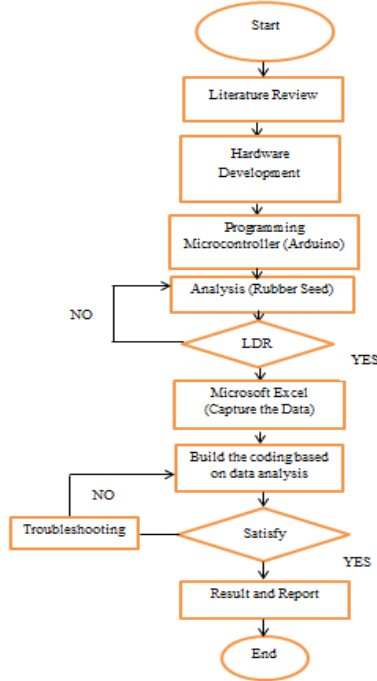 Start
Literature Review
Hardware
Development
Programming
Microcontroller (Arduino)
Analysis (Rubber Seed)
NO
LDR
YES
Microsoft Excel
(Capture the Data)
Build the coding based
on data analysis
NO
Troubleshooting
Satisfy
YES
Result and Report
End